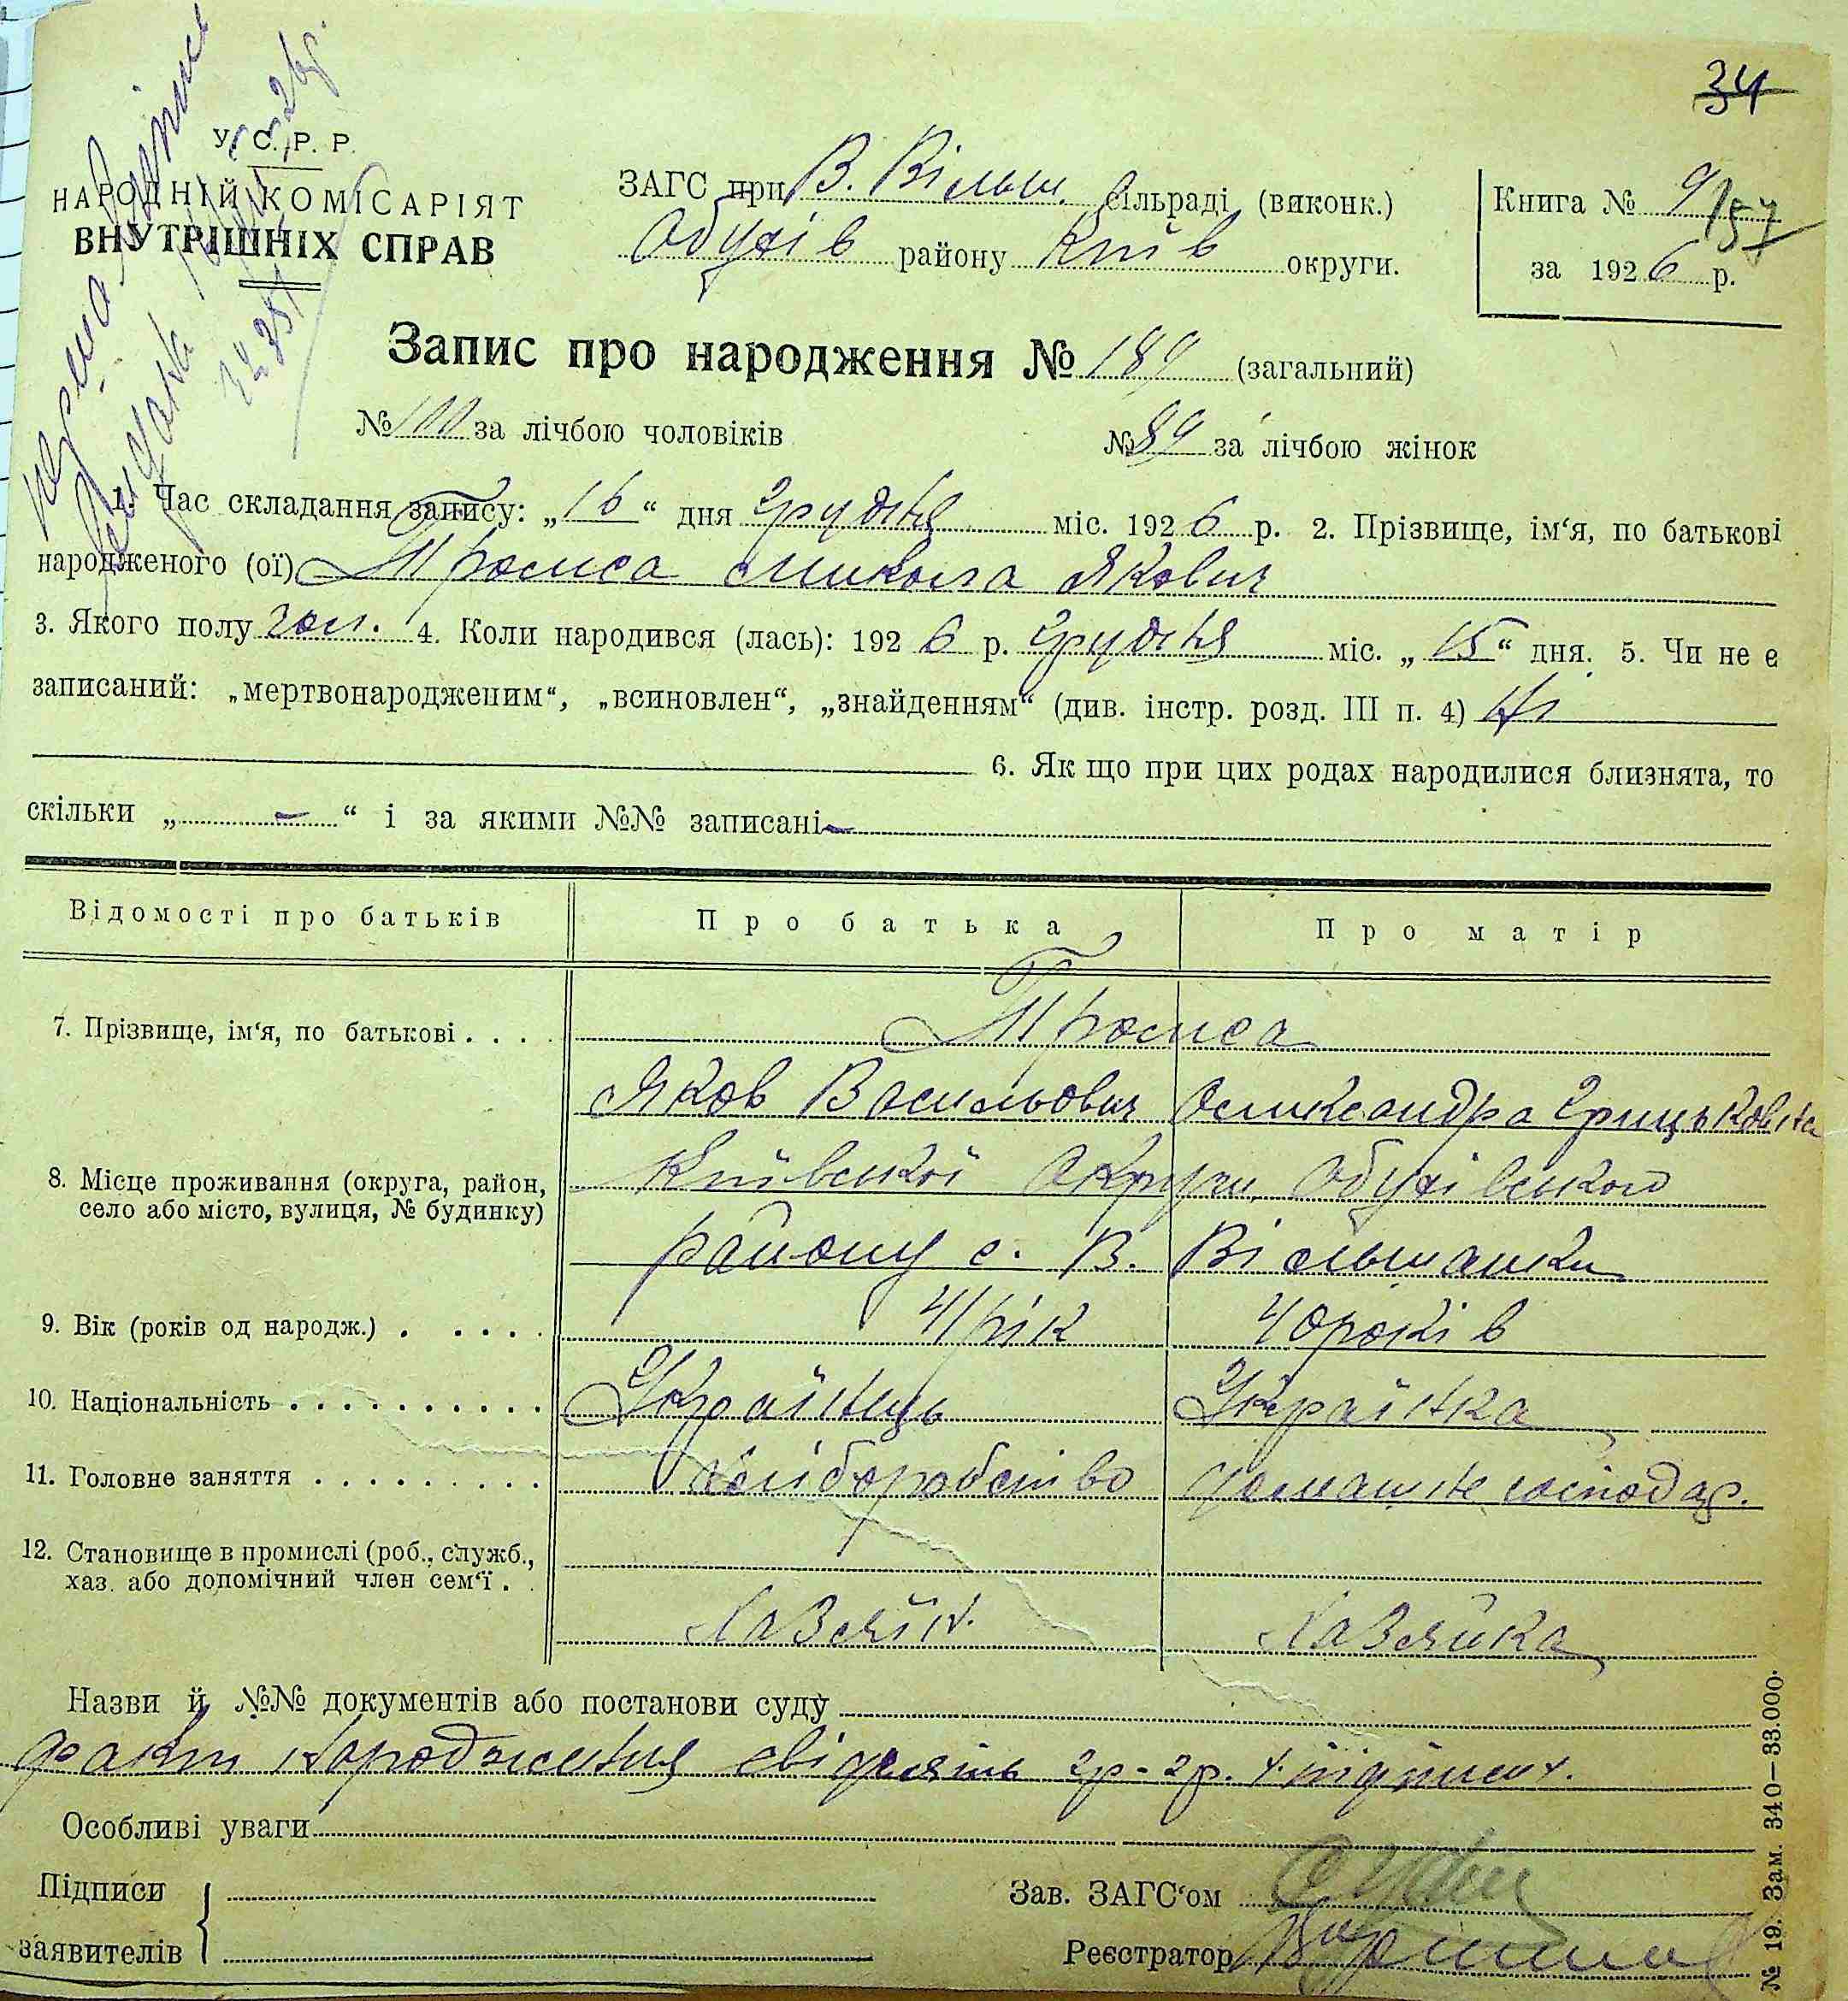 34
У. С. Р. Р.
НАРОДНІЙ КОМІСАРІЯТ
ВНУТРІШНІХ СПРАВ
ЗАГС при В. Вільш. сільраді (виконк.)
Обухів району Київ округи.
Книга № 9/57
за 1926 р.
Запис про народження № 189 (загальний)
№ 100 за лічбою чоловіків № 89 за лічбою жінок
1. Час складання запису: „16“ дня Грудня міс. 1926 р. 2. Прізвище, ім‘я, по батькові
народженого (ої) Микола Якович
3. Якого полу чол. 4. Коли народився (лась): 1926 р. Грудня міс. „15“ дня. 5. Чи не є
записаний: „мертвонародженим“, „всиновлен“, „знайденням“ (див. інстр. розд. III п. 4) Ні
6. Як що при цих родах народилися близнята, то
скільки „ - “ і за якими №№ записані -
Відомості про батьків Про батька Про матір
7. Прізвище, ім‘я, по батькові . . . .
Яков Васильович Олександра Грицьковна
8. Місце проживання (округа, район, село або місто, вулиця, № будинку) Київської Округи, Обухівського
району с. В. Вільшанки
9. Вік (років од народж.) . . . . . 41 рік 40 років
10. Національність . . . . . . . . . . . Українець Українка
11. Головне заняття . . . . . . . . . . Хліборобство домашнє господар.
12. Становище в промислі (роб., служб.,
хаз. або допомічний член сем‘ї . . Хазяїн. Хазяйка
Назви й №№ документів або постанови суду
факт народження свідчать гр-гр.
Особливі уваги
Підписи
заявителів
Зав. ЗАГС‘ом
Реєстратор
№ 19. Зам. 340—33.000.